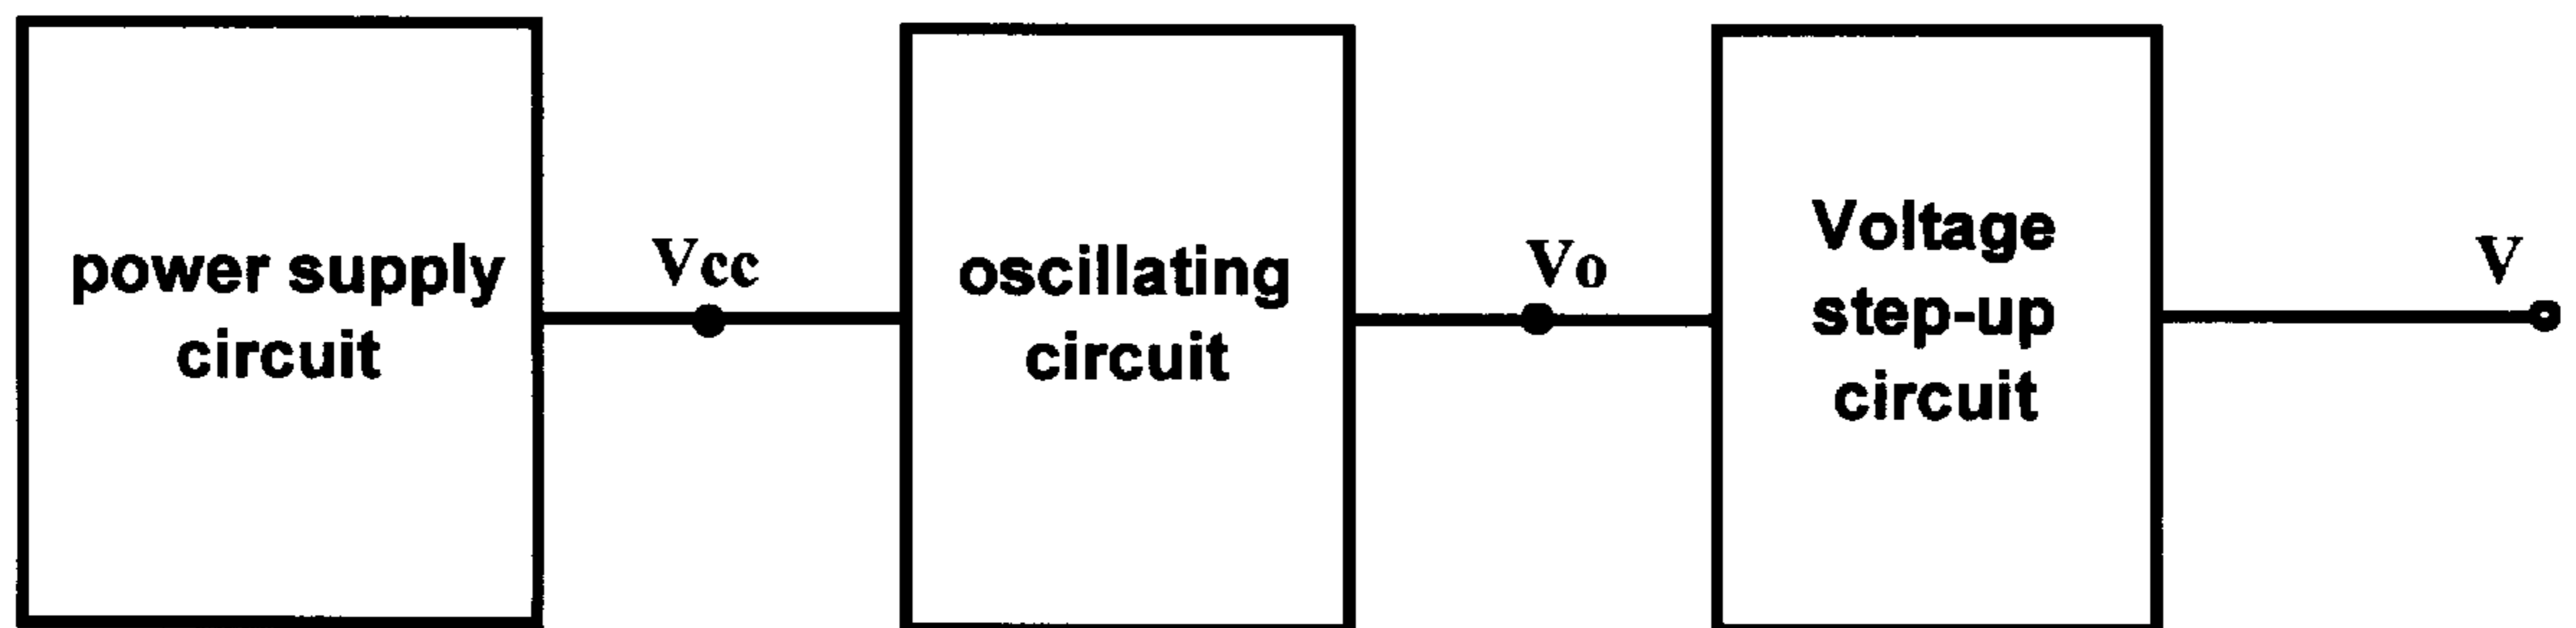 power supply
circuit
Vcc
oscillating
circuit
Vo
Voltage
step-up
circuit
V